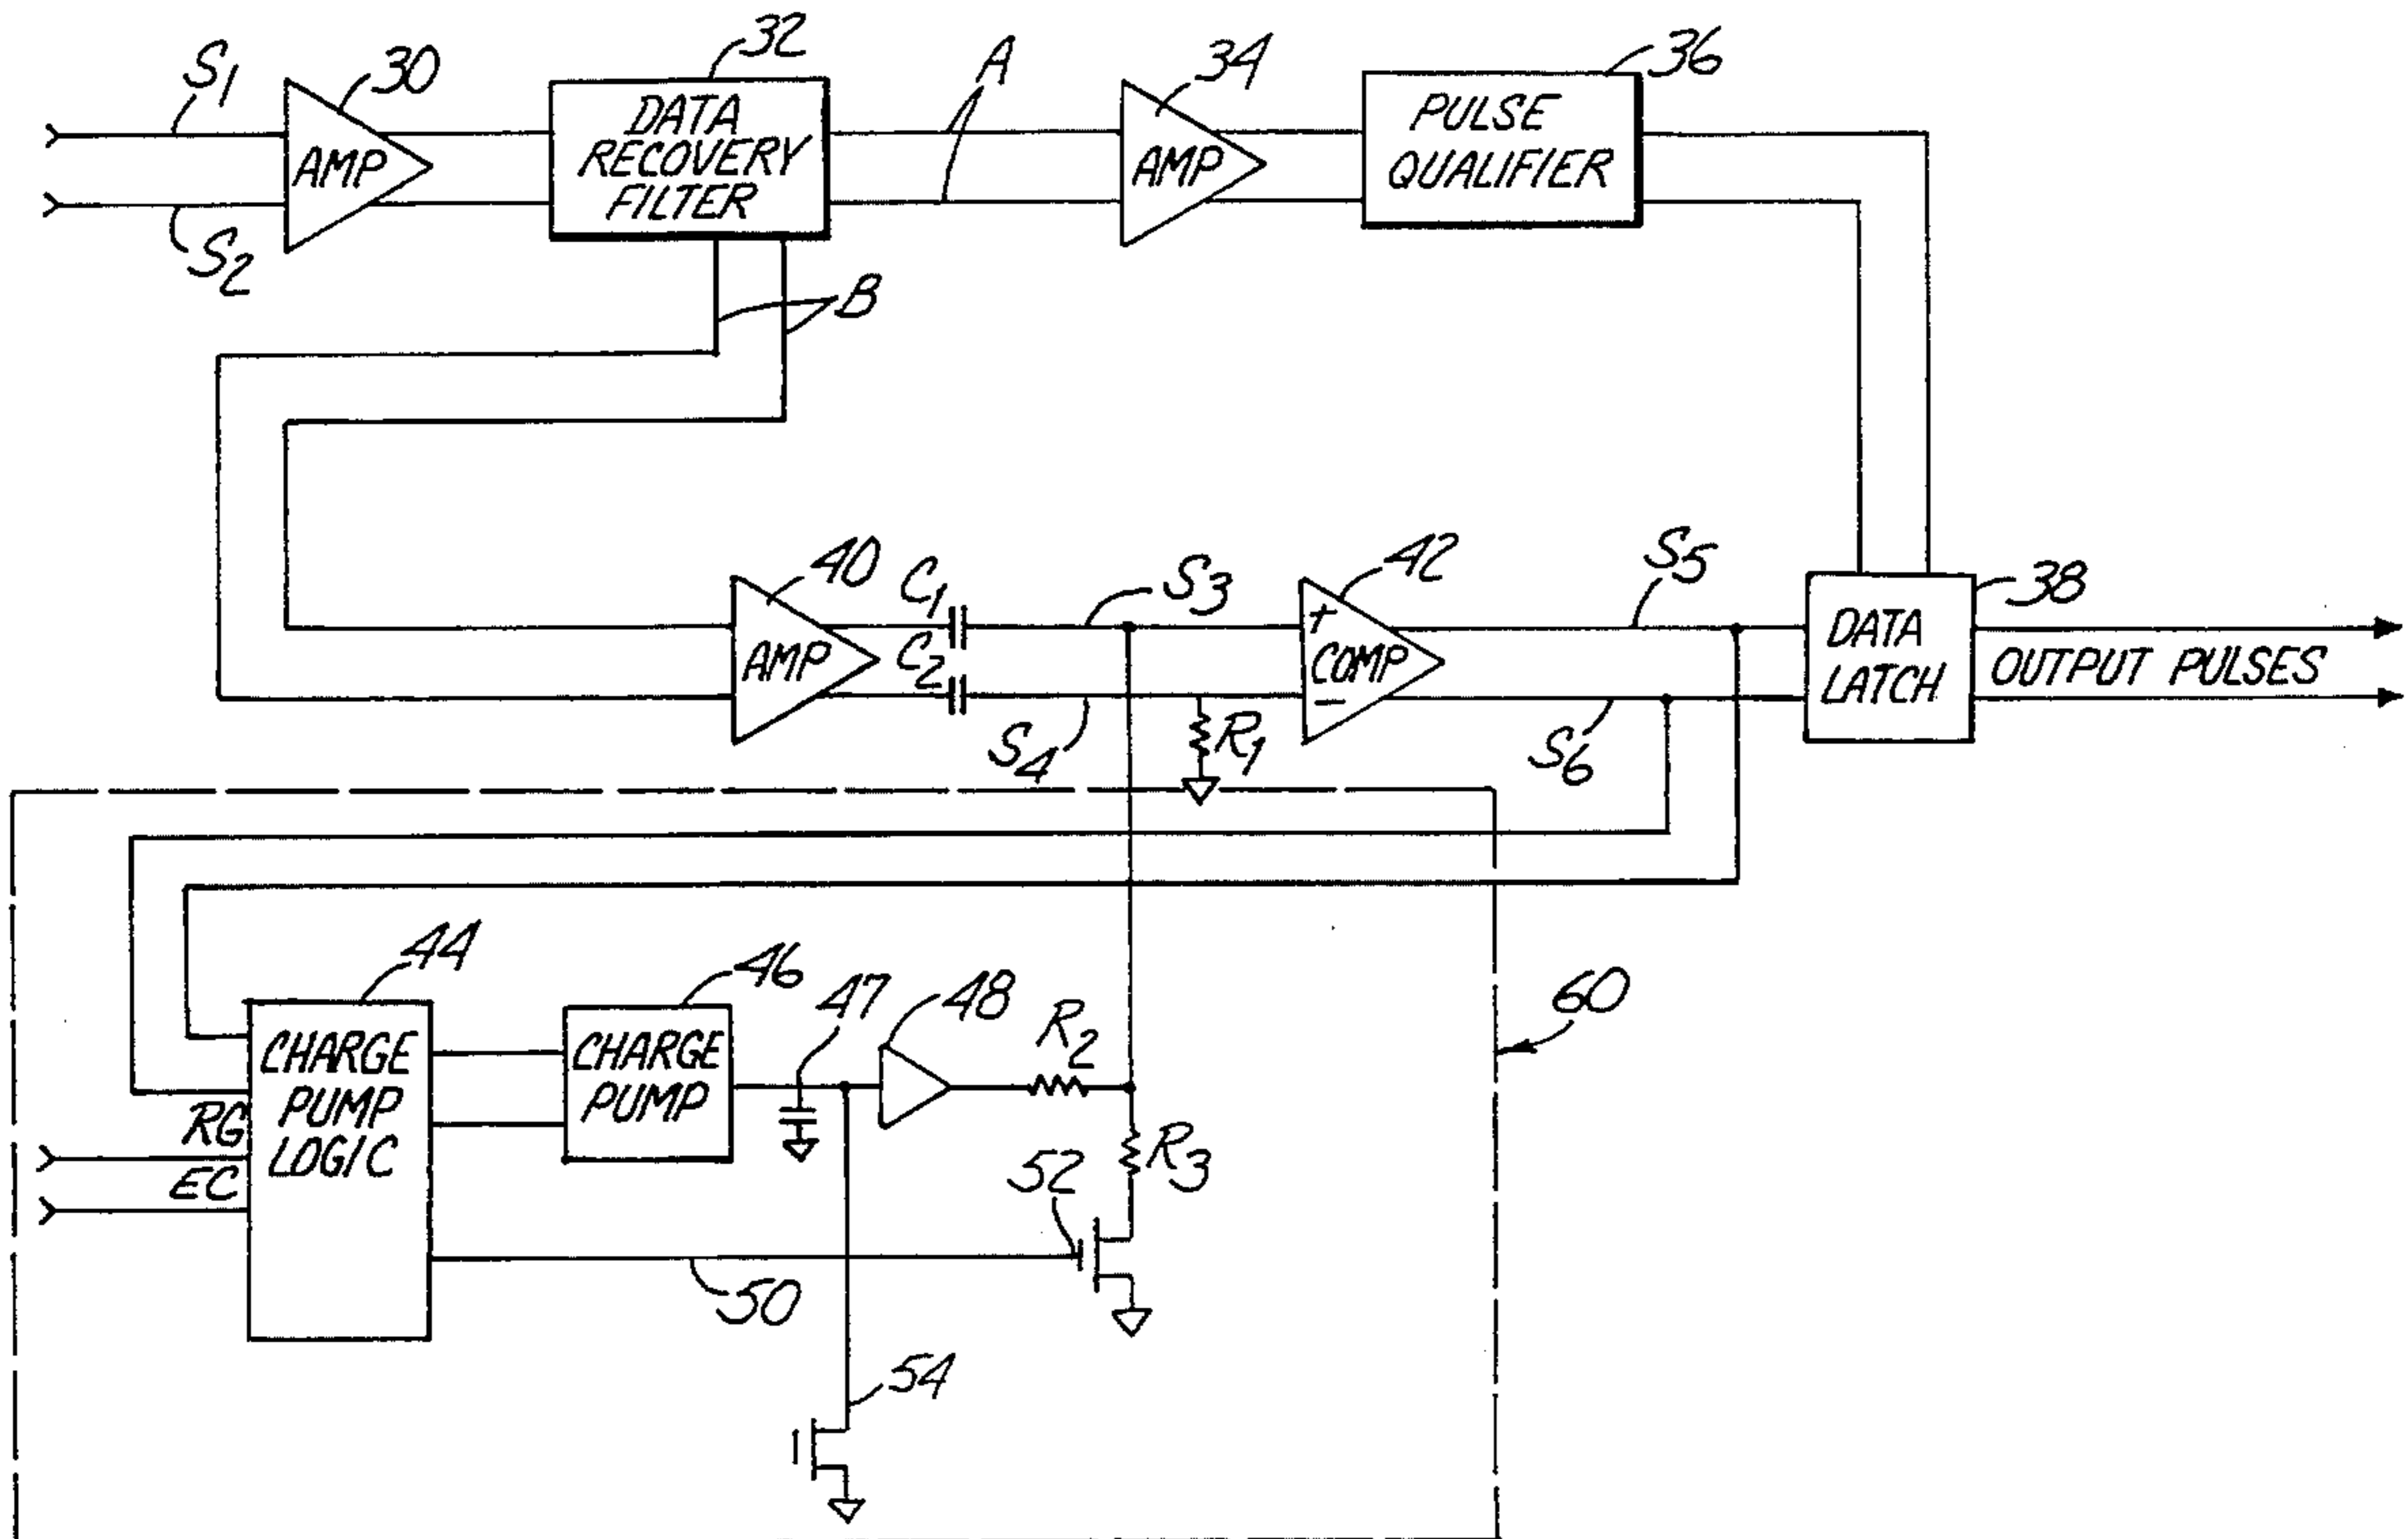 S1
30
AMP
S2
32
DATA
RECOVERY
FILTER
A
34
AMP
36
PULSE
QUALIFIER
B
40
AMP
C1
C2
S3
S4
R1
42
+
COMP
−
S5
S6
38
DATA
LATCH
OUTPUT PULSES
60
44
CHARGE
PUMP
LOGIC
RG
EC
46
CHARGE
PUMP
47
48
R2
R3
52
50
54